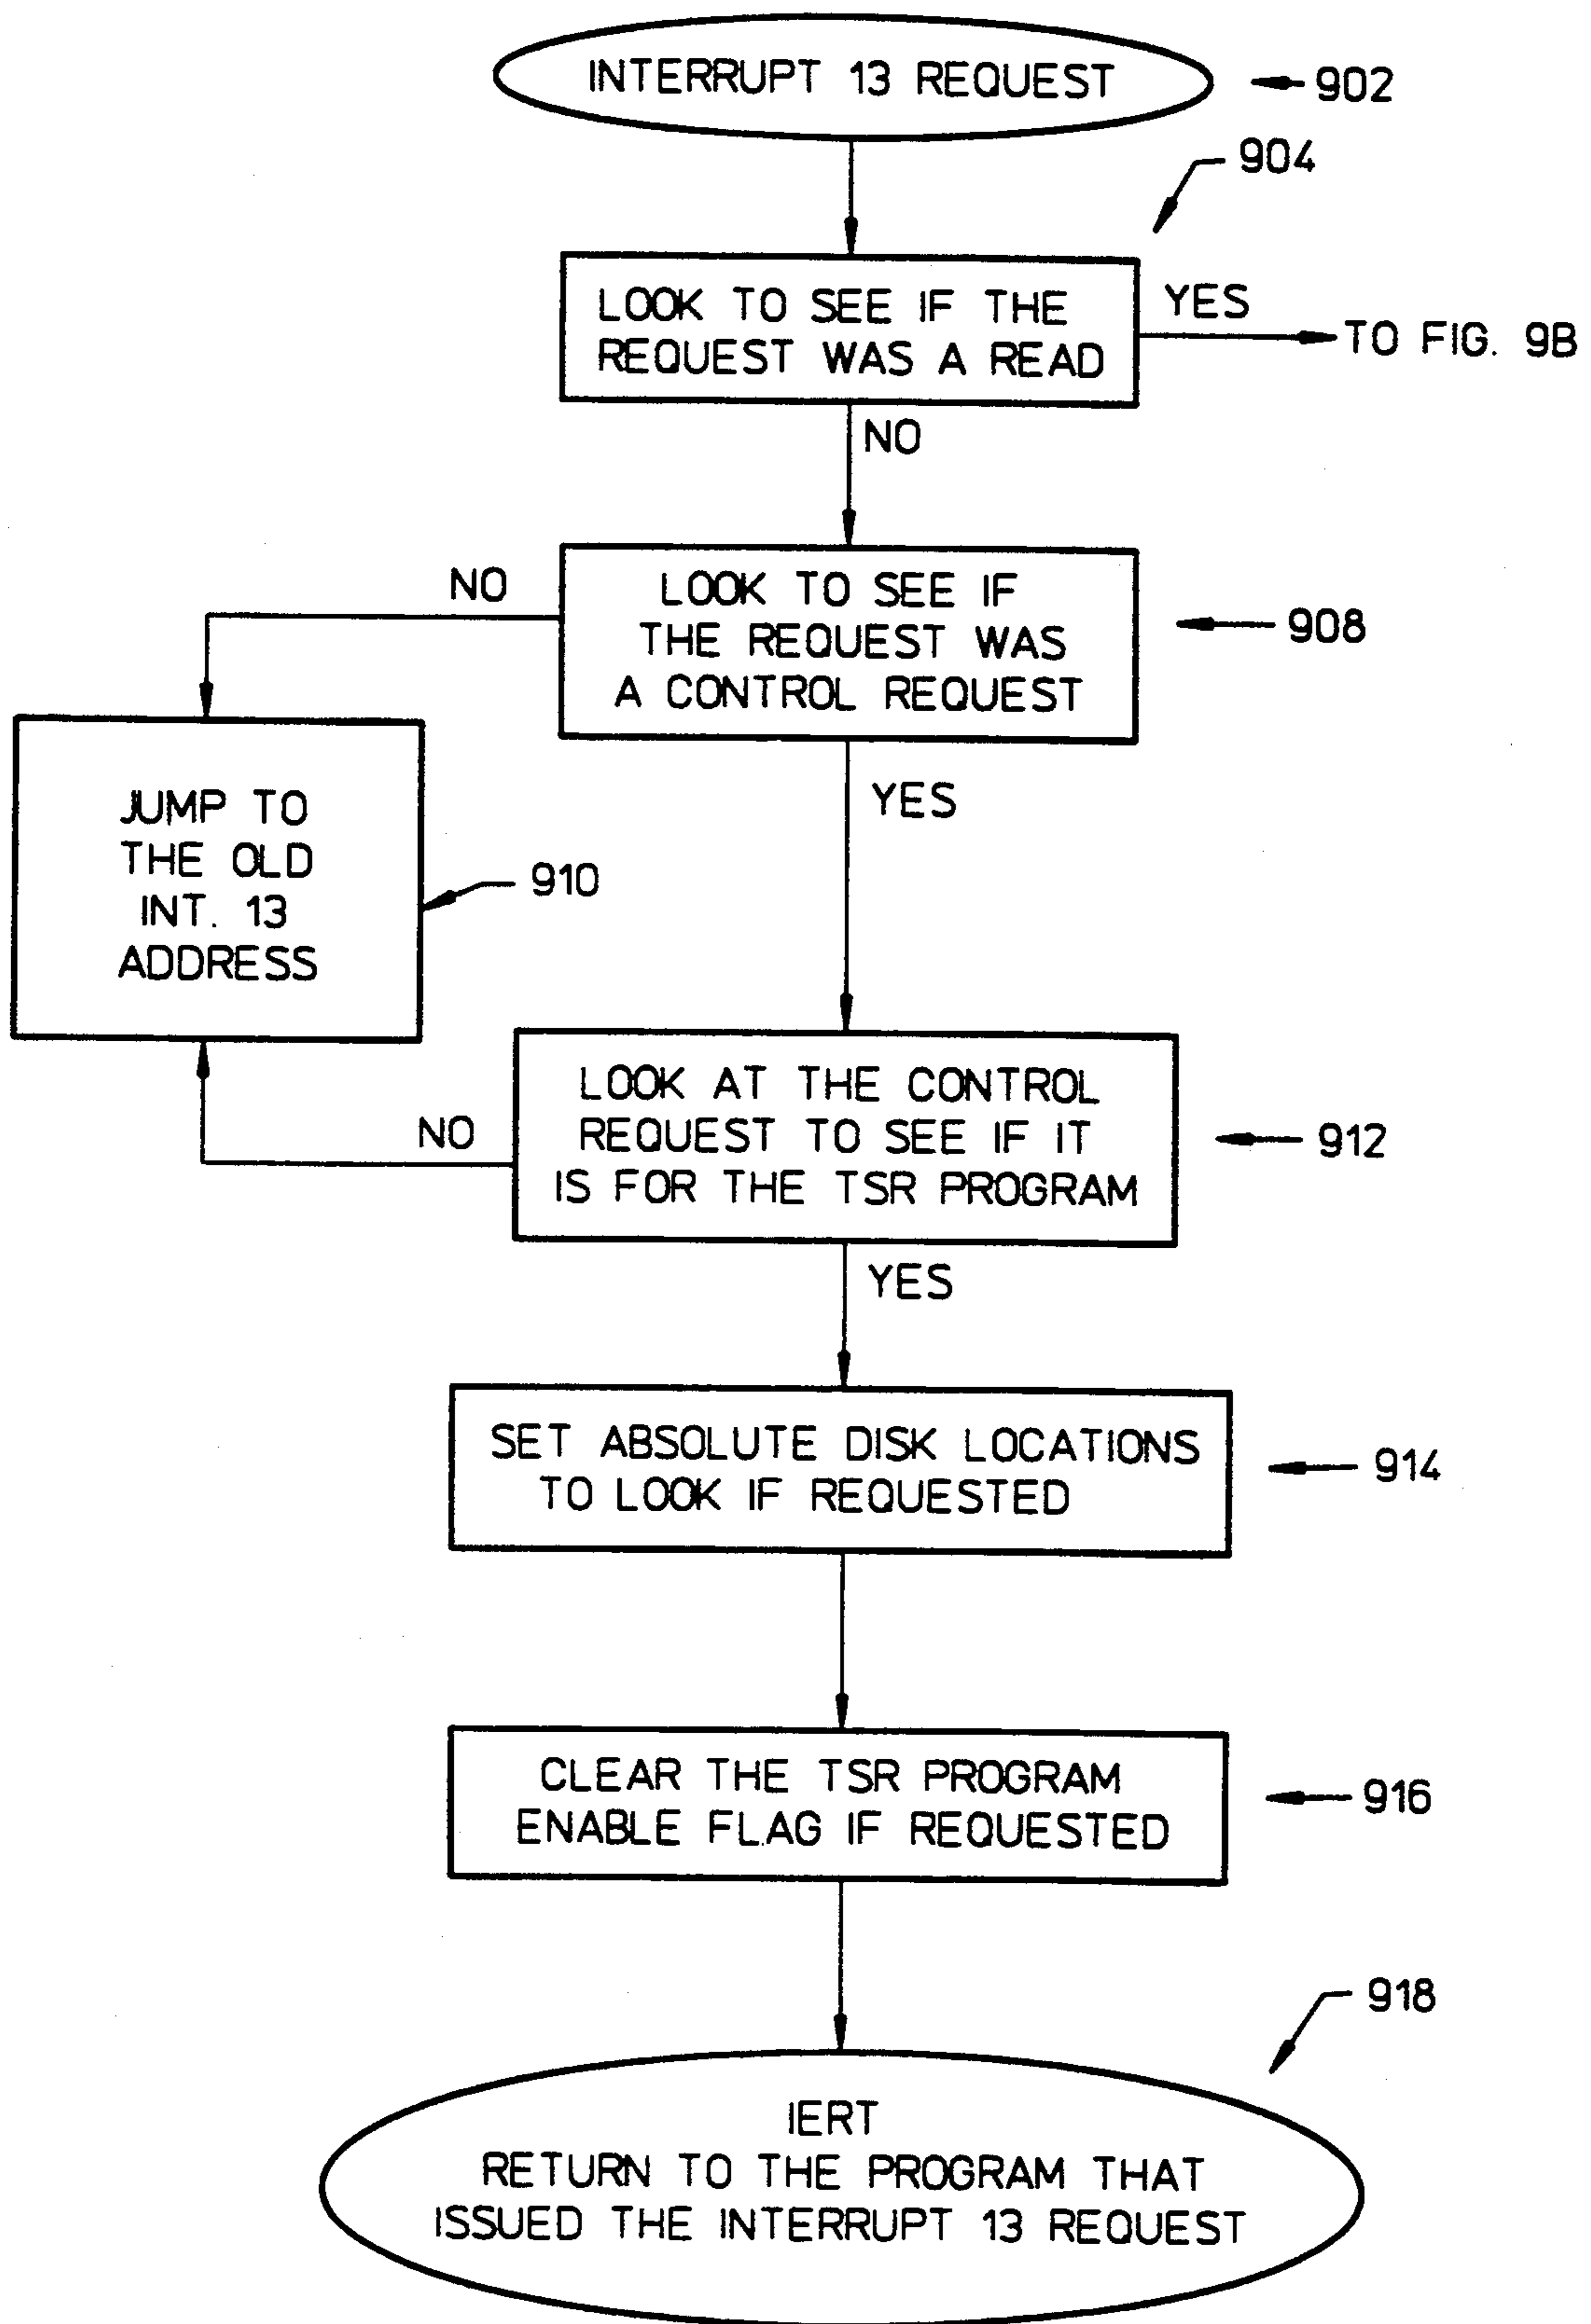 INTERRUPT 13 REQUEST
902
904
LOOK TO SEE IF THE
REQUEST WAS A READ
YES
TO FIG. 9B
NO
NO
LOOK TO SEE IF
THE REQUEST WAS
A CONTROL REQUEST
908
JUMP TO
THE OLD
INT. 13
ADDRESS
910
YES
LOOK AT THE CONTROL
REQUEST TO SEE IF IT
IS FOR THE TSR PROGRAM
NO
912
YES
SET ABSOLUTE DISK LOCATIONS
TO LOOK IF REQUESTED
914
CLEAR THE TSR PROGRAM
ENABLE FLAG IF REQUESTED
916
918
IERT
RETURN TO THE PROGRAM THAT
ISSUED THE INTERRUPT 13 REQUEST